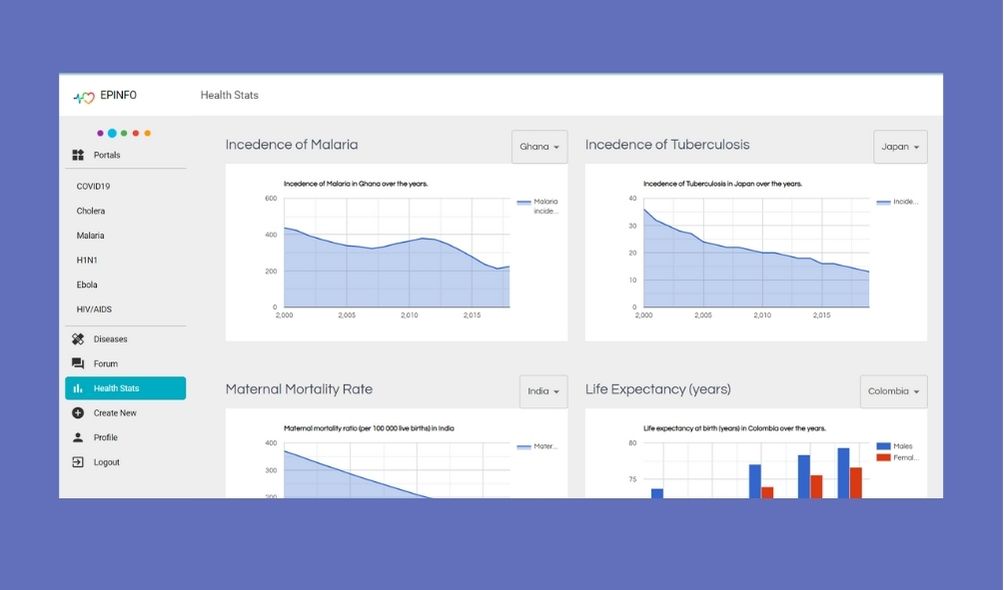 EPINFO
Health Stats
Portals
COVID19
Cholera
Malaria
H1N1
Ebola
HIV/AIDS
Diseases
Forum
Health Stats
Create New
Profile
Logout
Incedence of Malaria
Ghana
Incedence of Malaria in Ghana over the years.
600
400
200
0
2,000 2,005 2,010 2,015
Malaria
incide...
Incedence of Tuberculosis
Japan
Incedence of Tuberculosis in Japan over the years.
40
30
20
10
0
2,000 2,005 2,010 2,015
Incide...
Maternal Mortality Rate
India
Maternal mortality ratio (per 100 000 live births) in India
400
300
200
Mater...
Life Expectancy (years)
Colombia
Life expectancy at birth (years) in Colombia over the years.
80
75
Males
Femal...